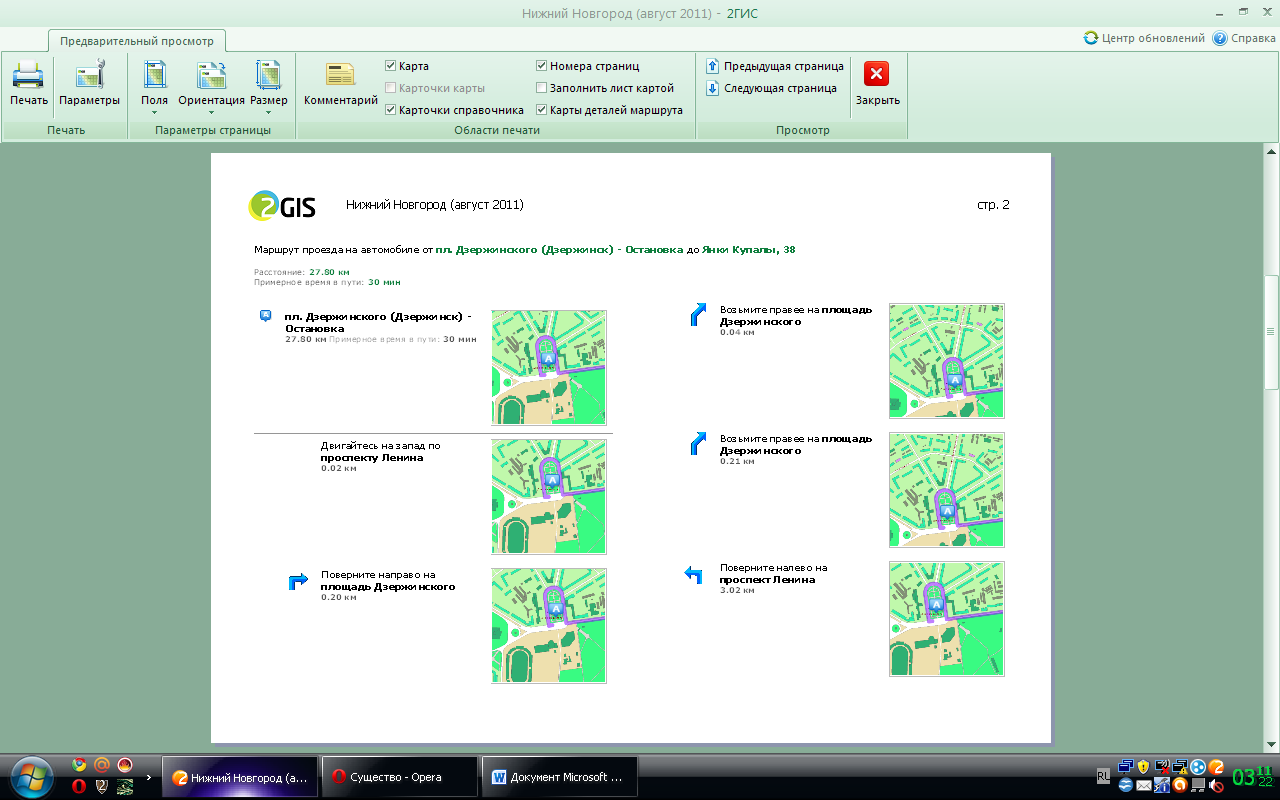 Нижний Новгород (август 2011) - 2ГИС
Предварительный просмотр
Центр обновлений
Справка
Печать
Параметры
Поля
Ориентация
Размер
Комментарий
Карта
Карточки карты
Карточки справочника
Номера страниц
Заполнить лист картой
Карты деталей маршрута
Предыдущая страница
Следующая страница
Закрыть
Печать
Параметры страницы
Области печати
Просмотр
2GIS
Нижний Новгород (август 2011)
стр. 2
Маршрут проезда на автомобиле от пл. Дзержинского (Дзержинск) - Остановка до Янки Купалы, 38
Расстояние: 27.80 км
Примерное время в пути: 30 мин
пл. Дзержинского (Дзержинск) -
Остановка
27.80 км Примерное время в пути: 30 мин
Двигайтесь на запад по
проспекту Ленина
0.02 км
Поверните направо на
площадь Дзержинского
0.20 км
Возьмите правее на площадь
Дзержинского
0.04 км
Возьмите правее на площадь
Дзержинского
0.21 км
Поверните налево на
проспект Ленина
3.02 км
Нижний Новгород (а...
Существо - Opera
Документ Microsoft ...
RL
03 11 22